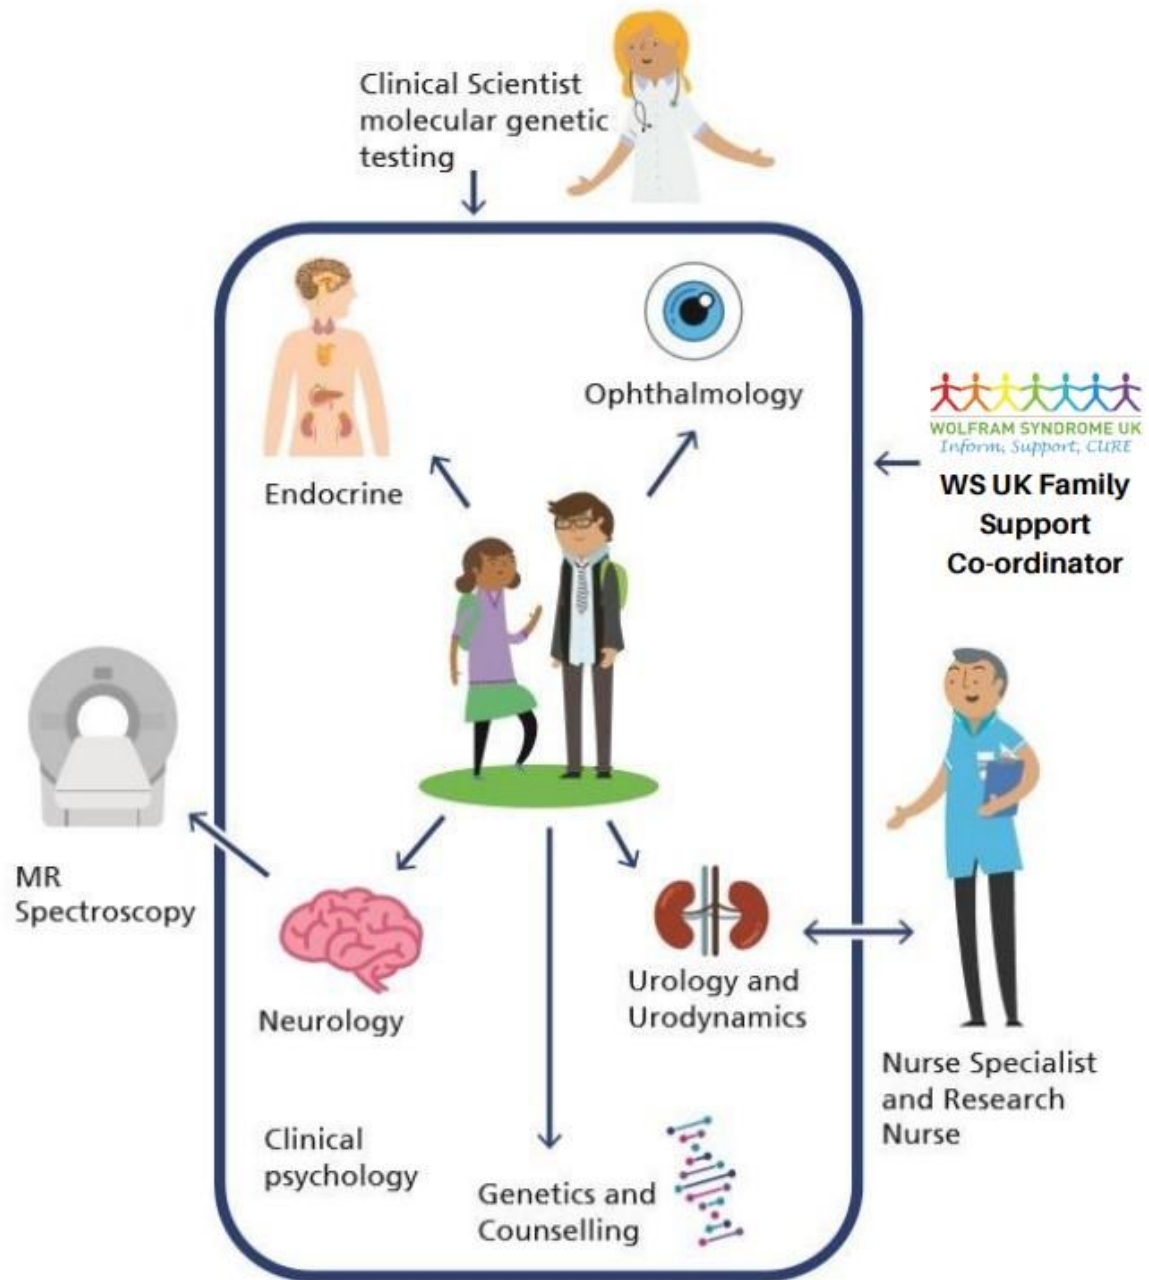 Clinical Scientist
molecular genetic
testing
Endocrine
Ophthalmology
WOLFRAM SYNDROME UK
Inform, Support, CURE
WS UK Family
Support
Co-ordinator
MR
Spectroscopy
Neurology
Urology and
Urodynamics
Nurse Specialist
and Research
Nurse
Clinical
psychology
Genetics and
Counselling